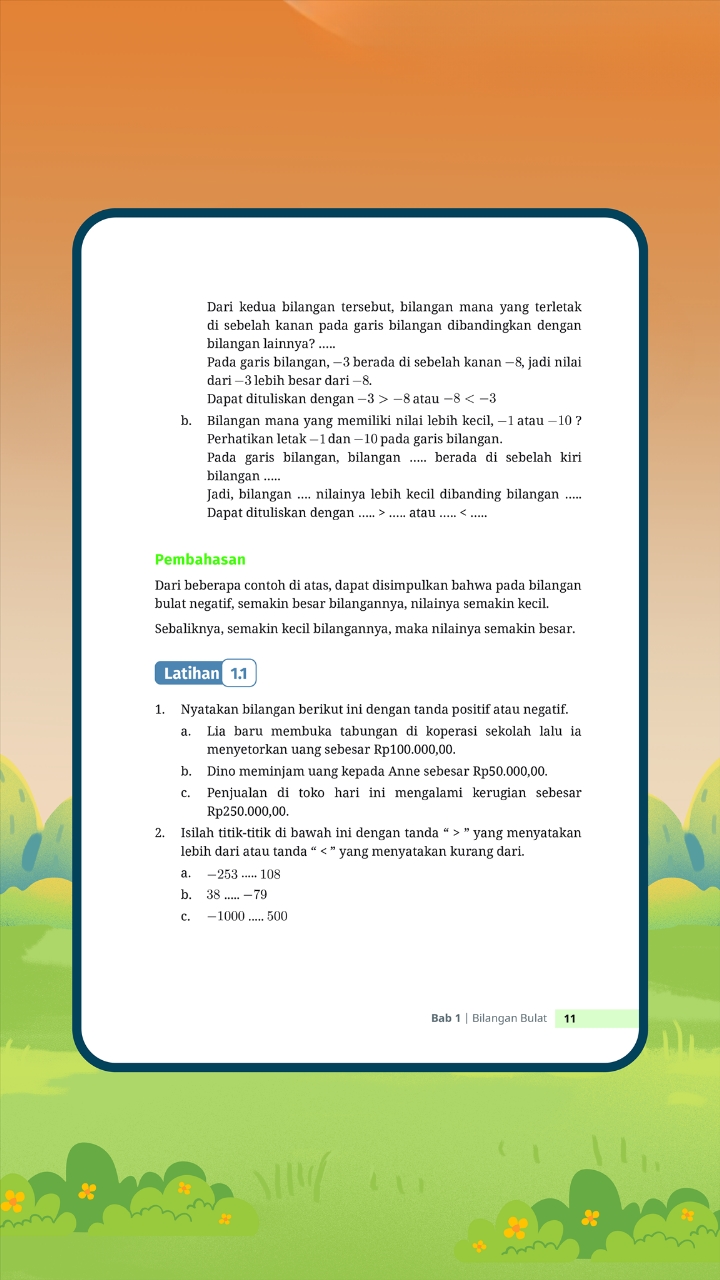 Dari kedua bilangan tersebut, bilangan mana yang terletak
di sebelah kanan pada garis bilangan dibandingkan dengan
bilangan lainnya? .....
Pada garis bilangan, −3 berada di sebelah kanan −8, jadi nilai
dari −3 lebih besar dari −8.
Dapat dituliskan dengan −3 > −8 atau −8 < −3
b. Bilangan mana yang memiliki nilai lebih kecil, −1 atau −10 ?
Perhatikan letak −1 dan −10 pada garis bilangan.
Pada garis bilangan, bilangan ..... berada di sebelah kiri
bilangan .....
Jadi, bilangan .... nilainya lebih kecil dibanding bilangan .....
Dapat dituliskan dengan ..... > ..... atau ..... < .....
Pembahasan
Dari beberapa contoh di atas, dapat disimpulkan bahwa pada bilangan
bulat negatif, semakin besar bilangannya, nilainya semakin kecil.
Sebaliknya, semakin kecil bilangannya, maka nilainya semakin besar.
Latihan 1.1
1. Nyatakan bilangan berikut ini dengan tanda positif atau negatif.
a. Lia baru membuka tabungan di koperasi sekolah lalu ia
menyetorkan uang sebesar Rp100.000,00.
b. Dino meminjam uang kepada Anne sebesar Rp50.000,00.
c. Penjualan di toko hari ini mengalami kerugian sebesar
Rp250.000,00.
2. Isilah titik-titik di bawah ini dengan tanda “ > ” yang menyatakan
lebih dari atau tanda “ < ” yang menyatakan kurang dari.
a. −253 ..... 108
b. 38 ..... −79
c. −1000 ..... 500
Bab 1 | Bilangan Bulat 11